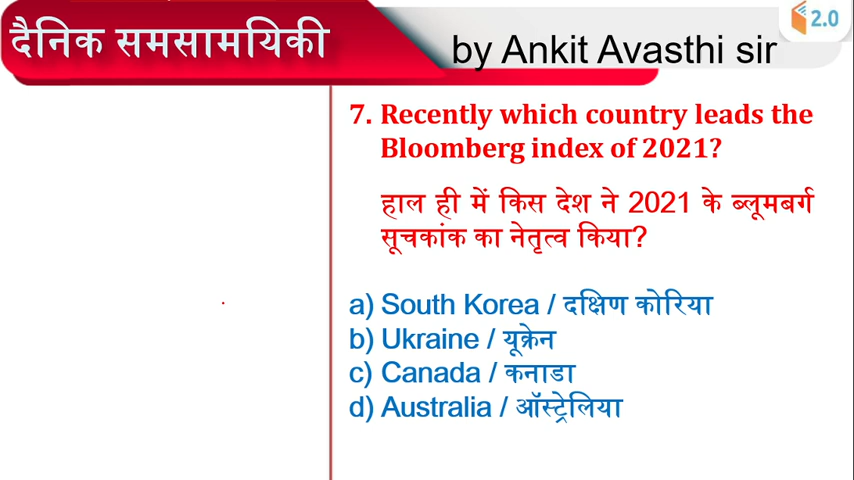 दैनिक समसामयिकी
by Ankit Avasthi sir
2.0
7. Recently which country leads the
Bloomberg index of 2021?
हाल ही में किस देश ने 2021 के ब्लूमबर्ग
सूचकांक का नेतृत्व किया?
a) South Korea / दक्षिण कोरिया
b) Ukraine / यूक्रेन
c) Canada / कनाडा
d) Australia / ऑस्ट्रेलिया